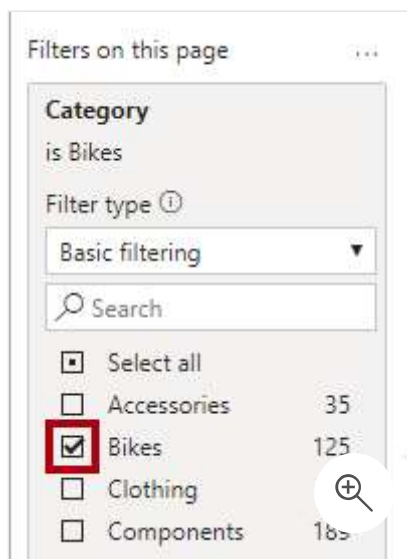 Filters on this page ...
Category
is Bikes
Filter type ⓘ
Basic filtering
Search
Select all
Accessories 35
Bikes 125
Clothing
Components